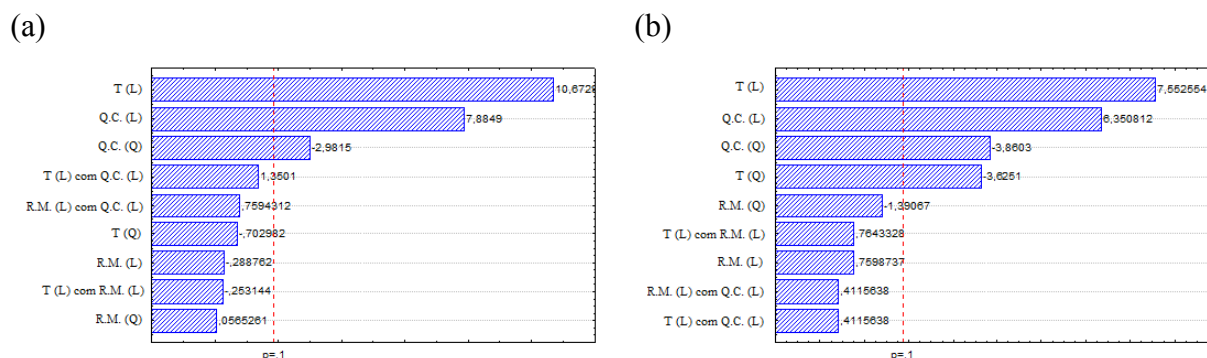 (a)
T (L)
10,6728
Q.C. (L)
7,8849
Q.C. (Q)
-2,9815
T (L) com Q.C. (L)
1,3501
R.M. (L) com Q.C. (L)
,7594312
T (Q)
-,702982
R.M. (L)
-,288762
T (L) com R.M. (L)
-,253144
R.M. (Q)
,0565261
p=,1
(b)
T (L)
7,552554
Q.C. (L)
6,350812
Q.C. (Q)
-3,8603
T (Q)
-3,6251
R.M. (Q)
-1,39067
T (L) com R.M. (L)
,7643328
R.M. (L)
,7598737
R.M. (L) com Q.C. (L)
,4115638
T (L) com Q.C. (L)
,4115638
p=,1